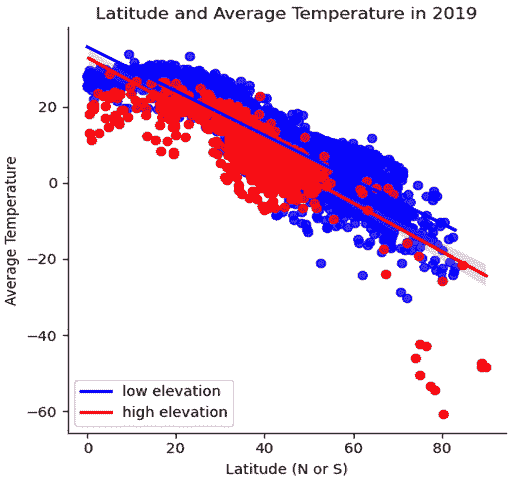 Latitude and Average Temperature in 2019
Average Temperature
20
0
−20
−40
−60
low elevation
high elevation
0 20 40 60 80
Latitude (N or S)